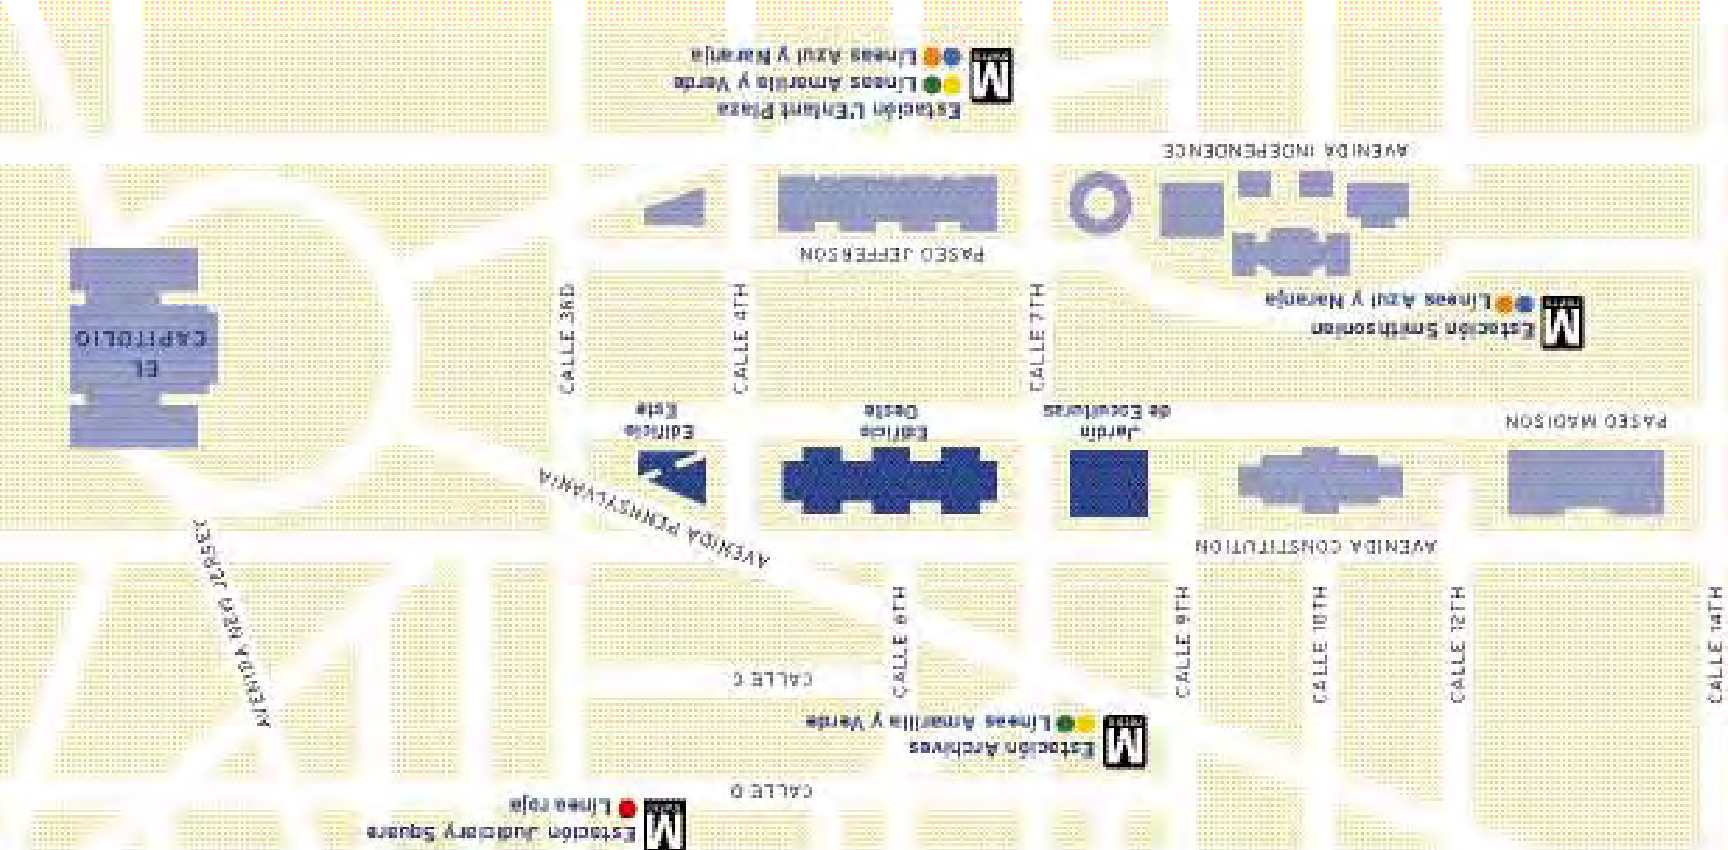 M
Estación Judiciary Square
Línea roja
CALLE D
M
Estación Archives
Líneas Amarilla y Verde
CALLE C
CALLE 14TH
CALLE 12TH
CALLE 10TH
CALLE 9TH
CALLE 6TH
AVENIDA NEW JERSEY
AVENIDA CONSTITUTION
AVENIDA PENNSYLVANIA
PASEO MADISON
Jardín
de Esculturas
Edificio
Oeste
Edificio
Este
EL
CAPITOLIO
M
Estación Smithsonian
Líneas Azul y Naranja
CALLE 7TH
CALLE 4TH
CALLE 3RD
PASEO JEFFERSON
AVENIDA INDEPENDENCE
M
Estación L'Enfant Plaza
Líneas Amarilla y Verde
Líneas Azul y Naranja